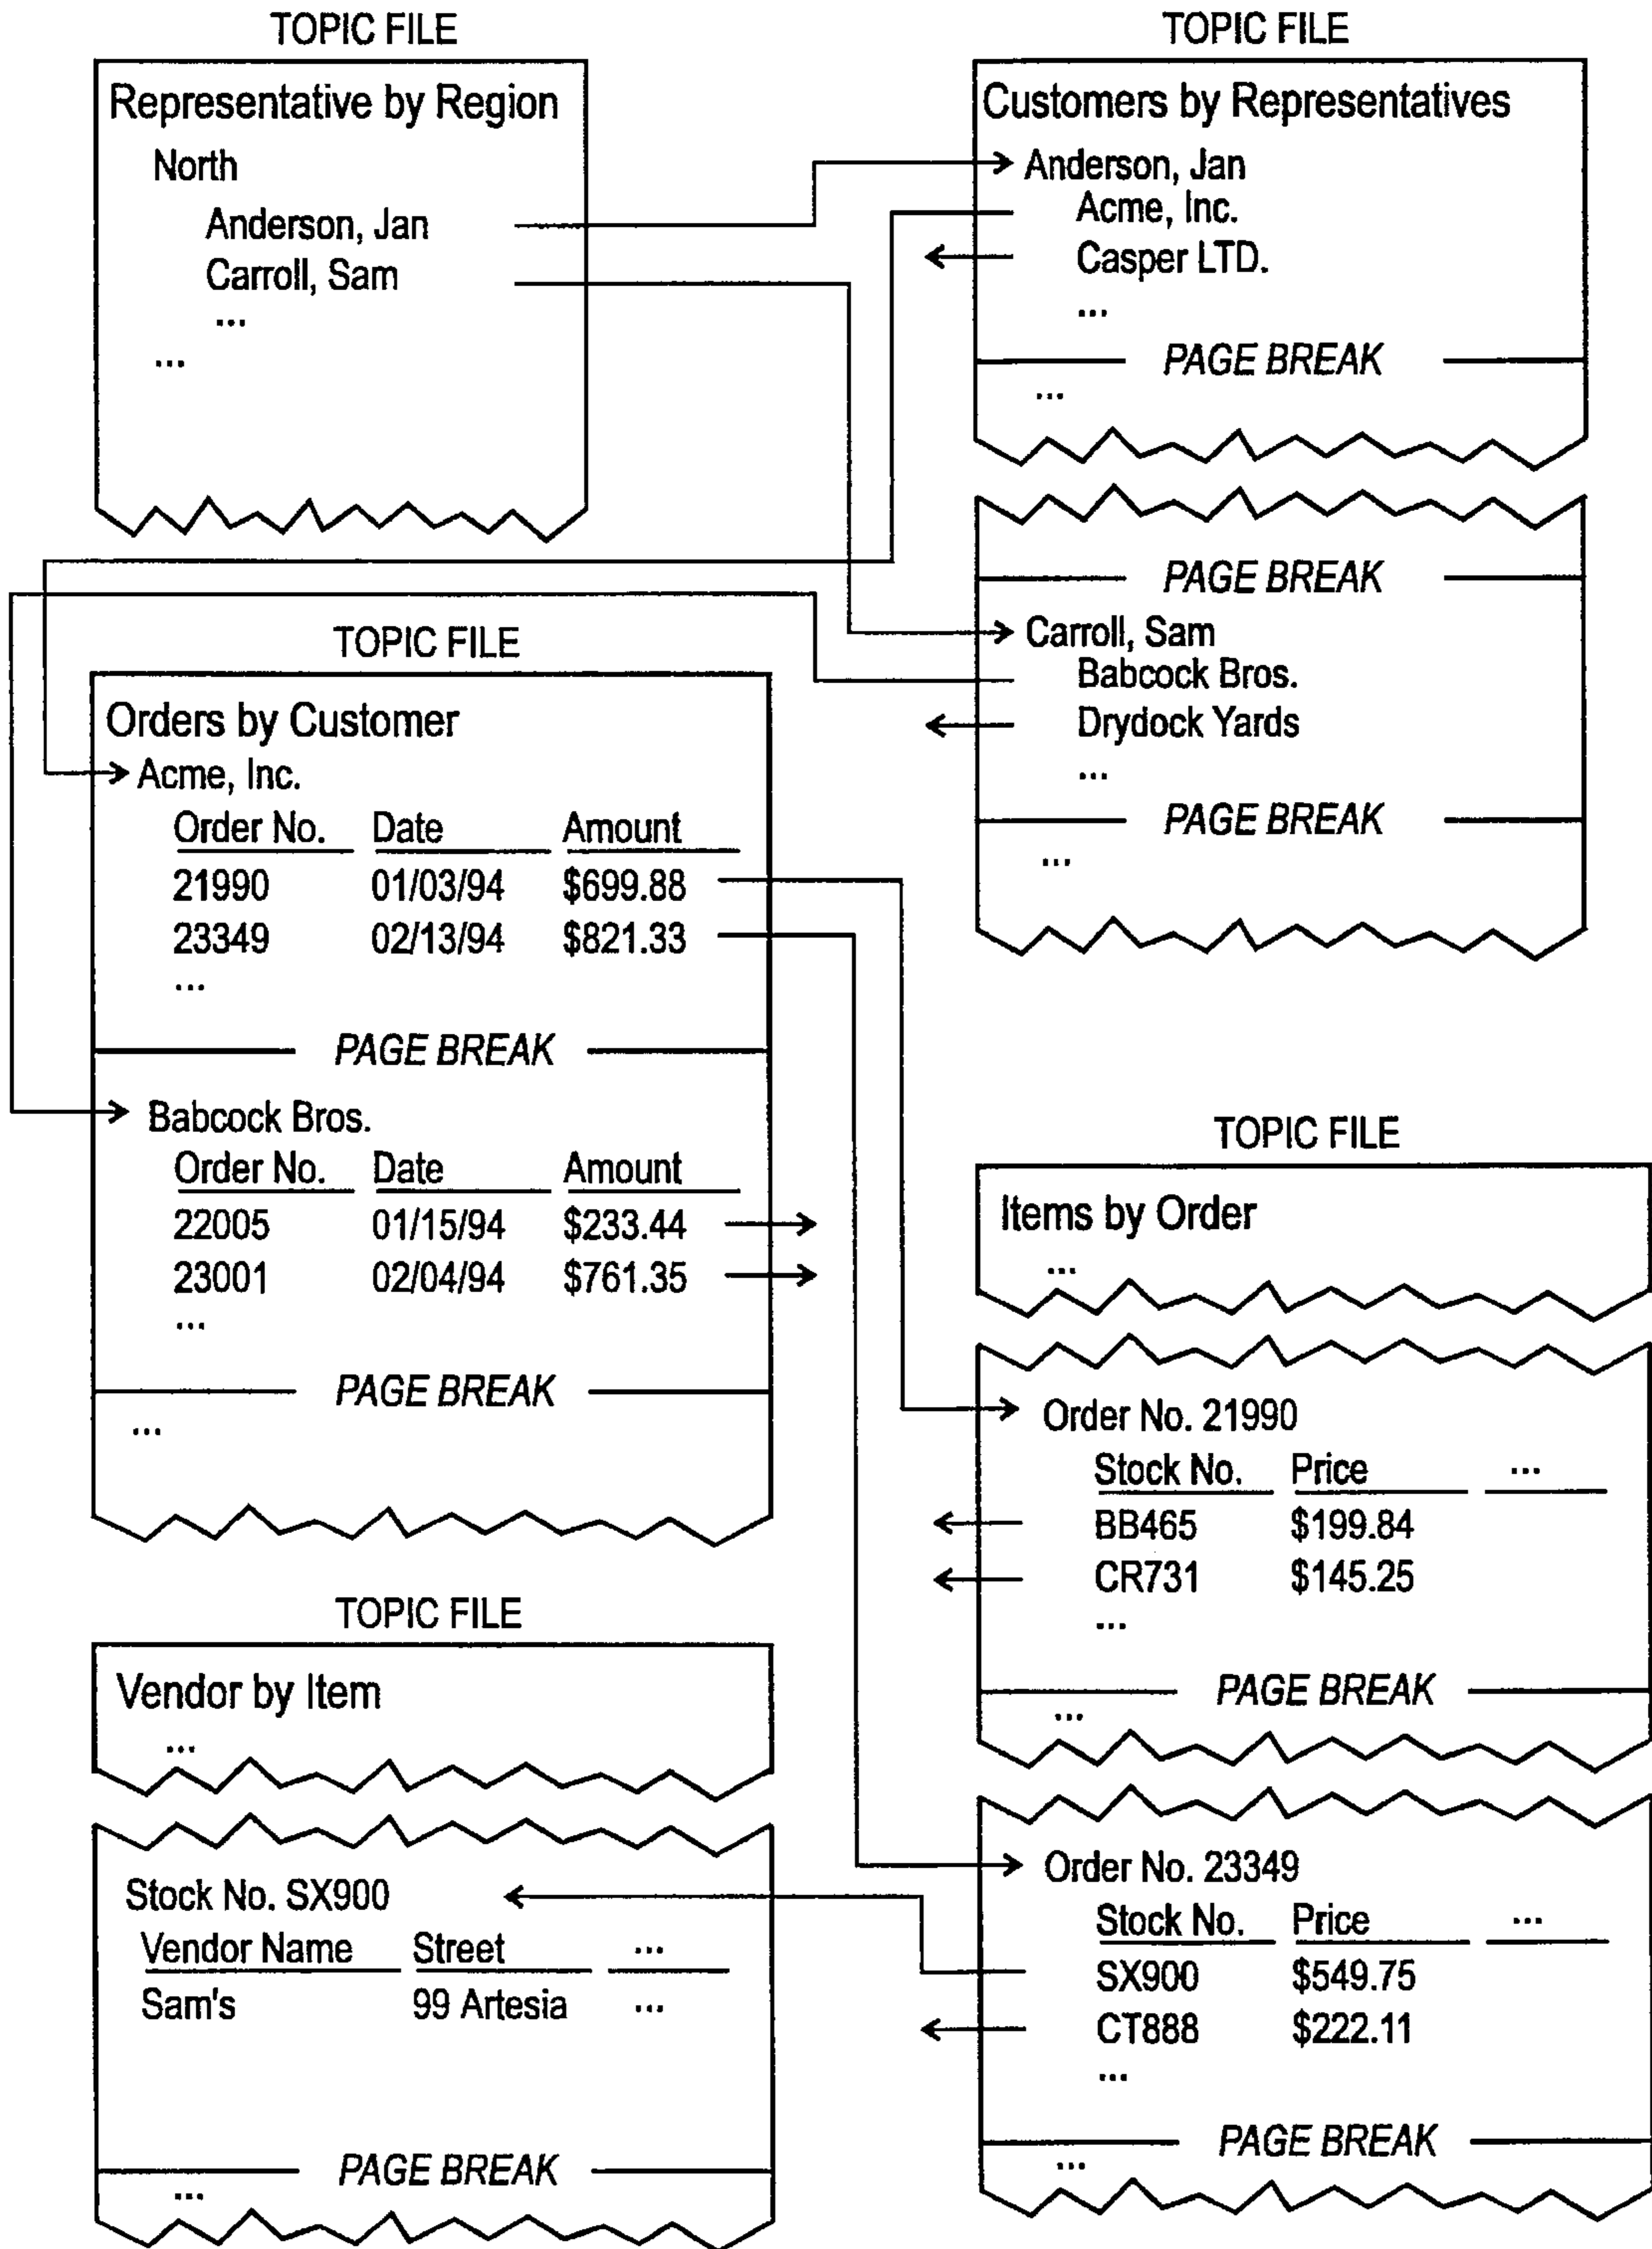 TOPIC FILE
Representative by Region
North
Anderson, Jan
Carroll, Sam
...
...
TOPIC FILE
Customers by Representatives
Anderson, Jan
Acme, Inc.
Casper LTD.
...
PAGE BREAK
...
PAGE BREAK
Carroll, Sam
Babcock Bros.
Drydock Yards
...
PAGE BREAK
...
TOPIC FILE
Orders by Customer
Acme, Inc.
Order No. Date Amount
21990 01/03/94 $699.88
23349 02/13/94 $821.33
...
PAGE BREAK
Babcock Bros.
Order No. Date Amount
22005 01/15/94 $233.44
23001 02/04/94 $761.35
...
PAGE BREAK
...
TOPIC FILE
Items by Order
...
Order No. 21990
Stock No. Price ...
BB465 $199.84
CR731 $145.25
...
PAGE BREAK
...
Order No. 23349
Stock No. Price ...
SX900 $549.75
CT888 $222.11
...
PAGE BREAK
...
TOPIC FILE
Vendor by Item
...
Stock No. SX900
Vendor Name Street ...
Sam's 99 Artesia ...
PAGE BREAK
...